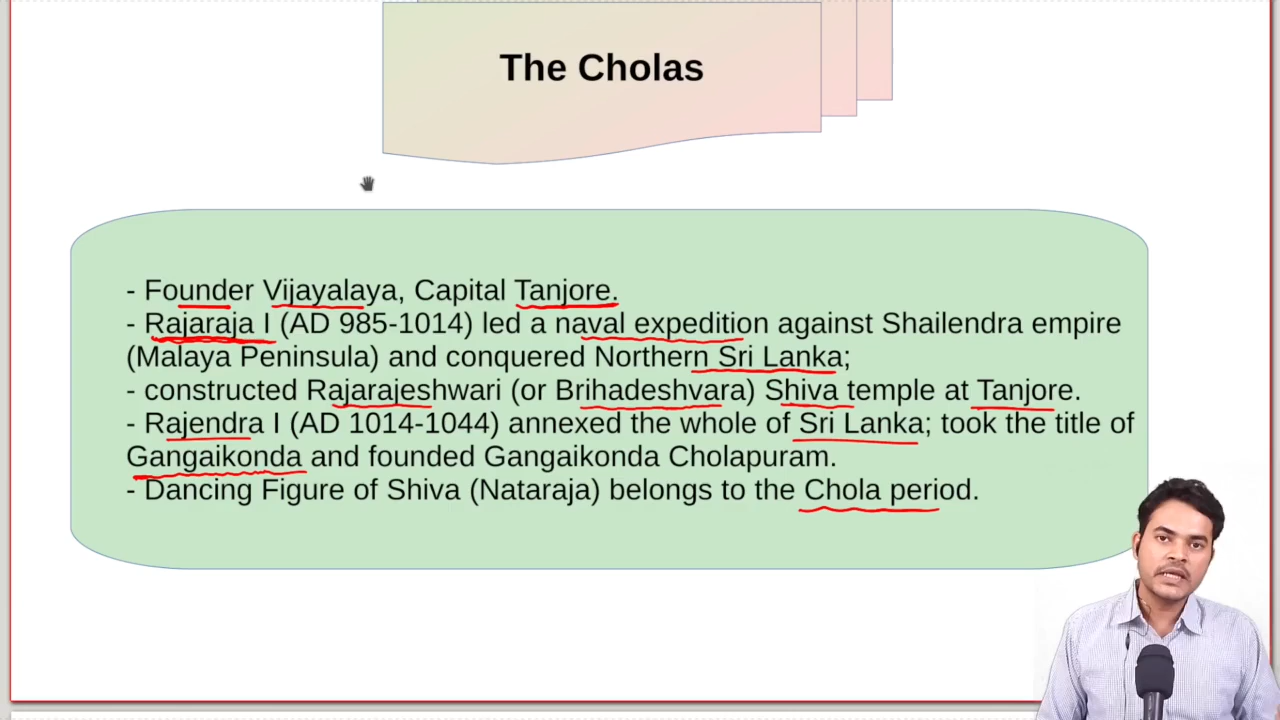 The Cholas
- Founder Vijayalaya, Capital Tanjore.
- Rajaraja I (AD 985-1014) led a naval expedition against Shailendra empire
(Malaya Peninsula) and conquered Northern Sri Lanka;
- constructed Rajarajeshwari (or Brihadeshvara) Shiva temple at Tanjore.
- Rajendra I (AD 1014-1044) annexed the whole of Sri Lanka; took the title of
Gangaikonda and founded Gangaikonda Cholapuram.
- Dancing Figure of Shiva (Nataraja) belongs to the Chola period.